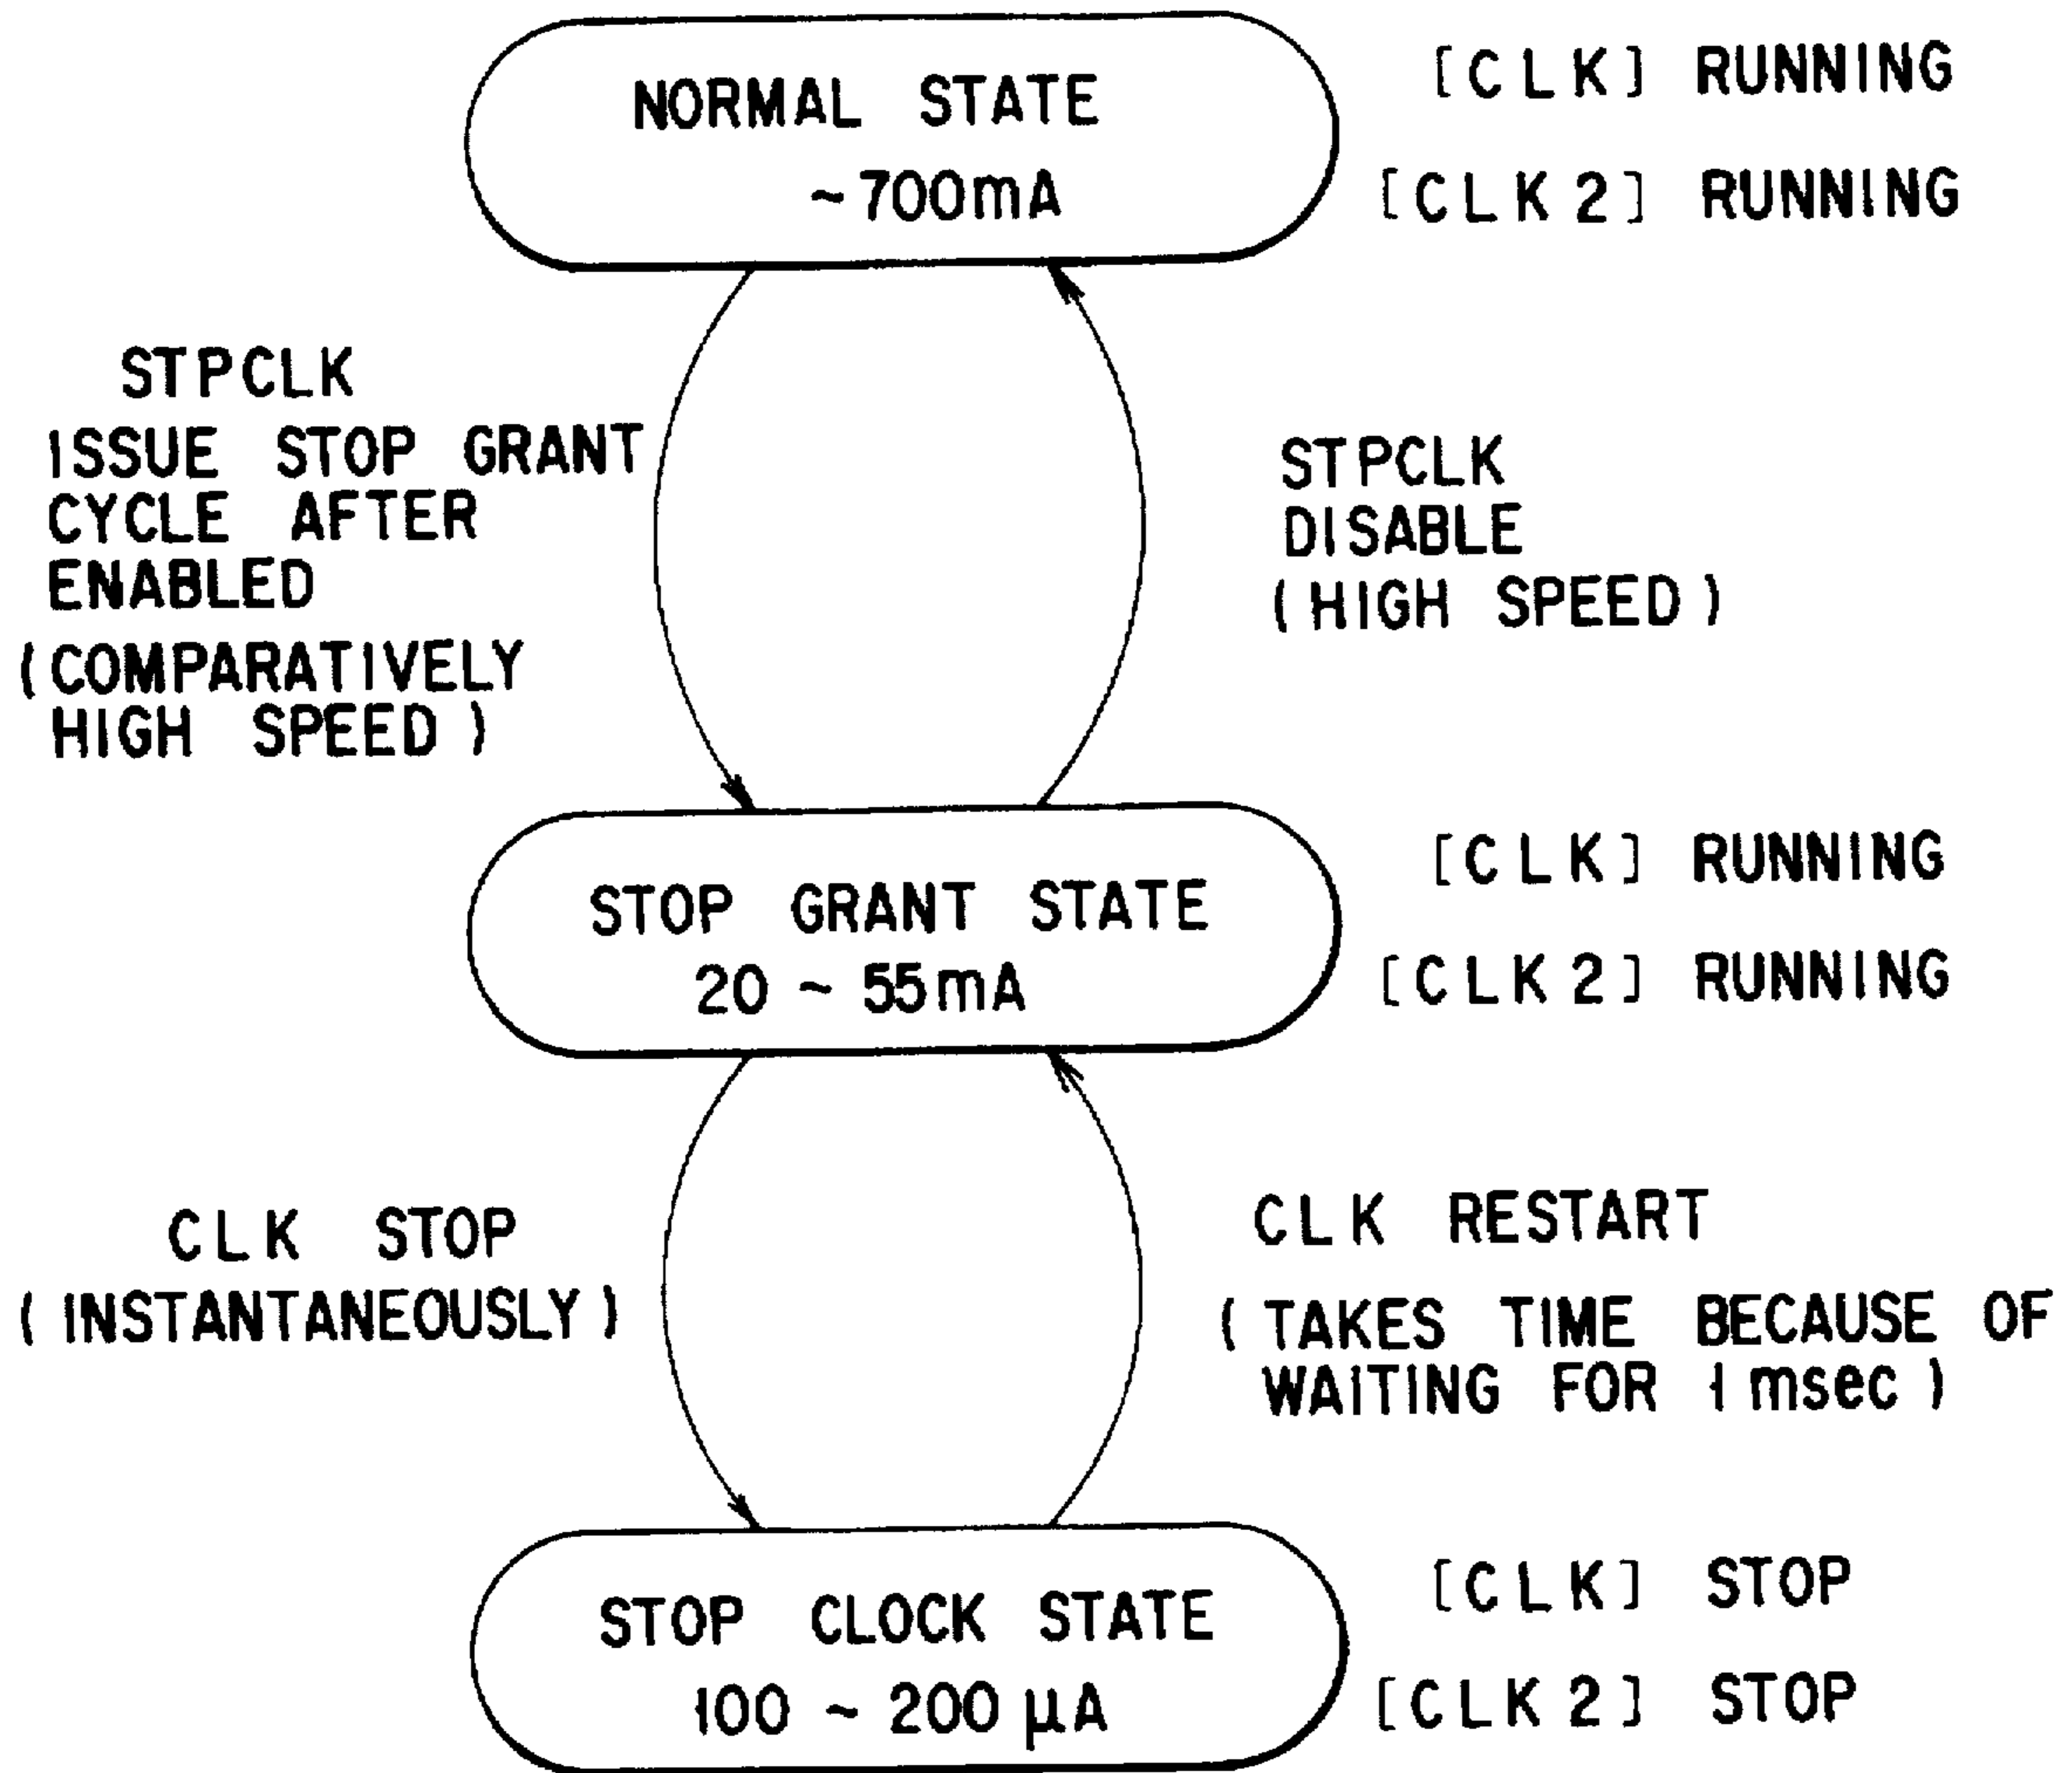 NORMAL STATE
~700mA
[CLK] RUNNING
[CLK2] RUNNING
STPCLK
ISSUE STOP GRANT
CYCLE AFTER
ENABLED
(COMPARATIVELY
HIGH SPEED)
STPCLK
DISABLE
(HIGH SPEED)
STOP GRANT STATE
20 ~ 55mA
[CLK] RUNNING
[CLK2] RUNNING
CLK STOP
(INSTANTANEOUSLY)
CLK RESTART
(TAKES TIME BECAUSE OF
WAITING FOR 1msec)
STOP CLOCK STATE
100 ~ 200 µA
[CLK] STOP
[CLK2] STOP